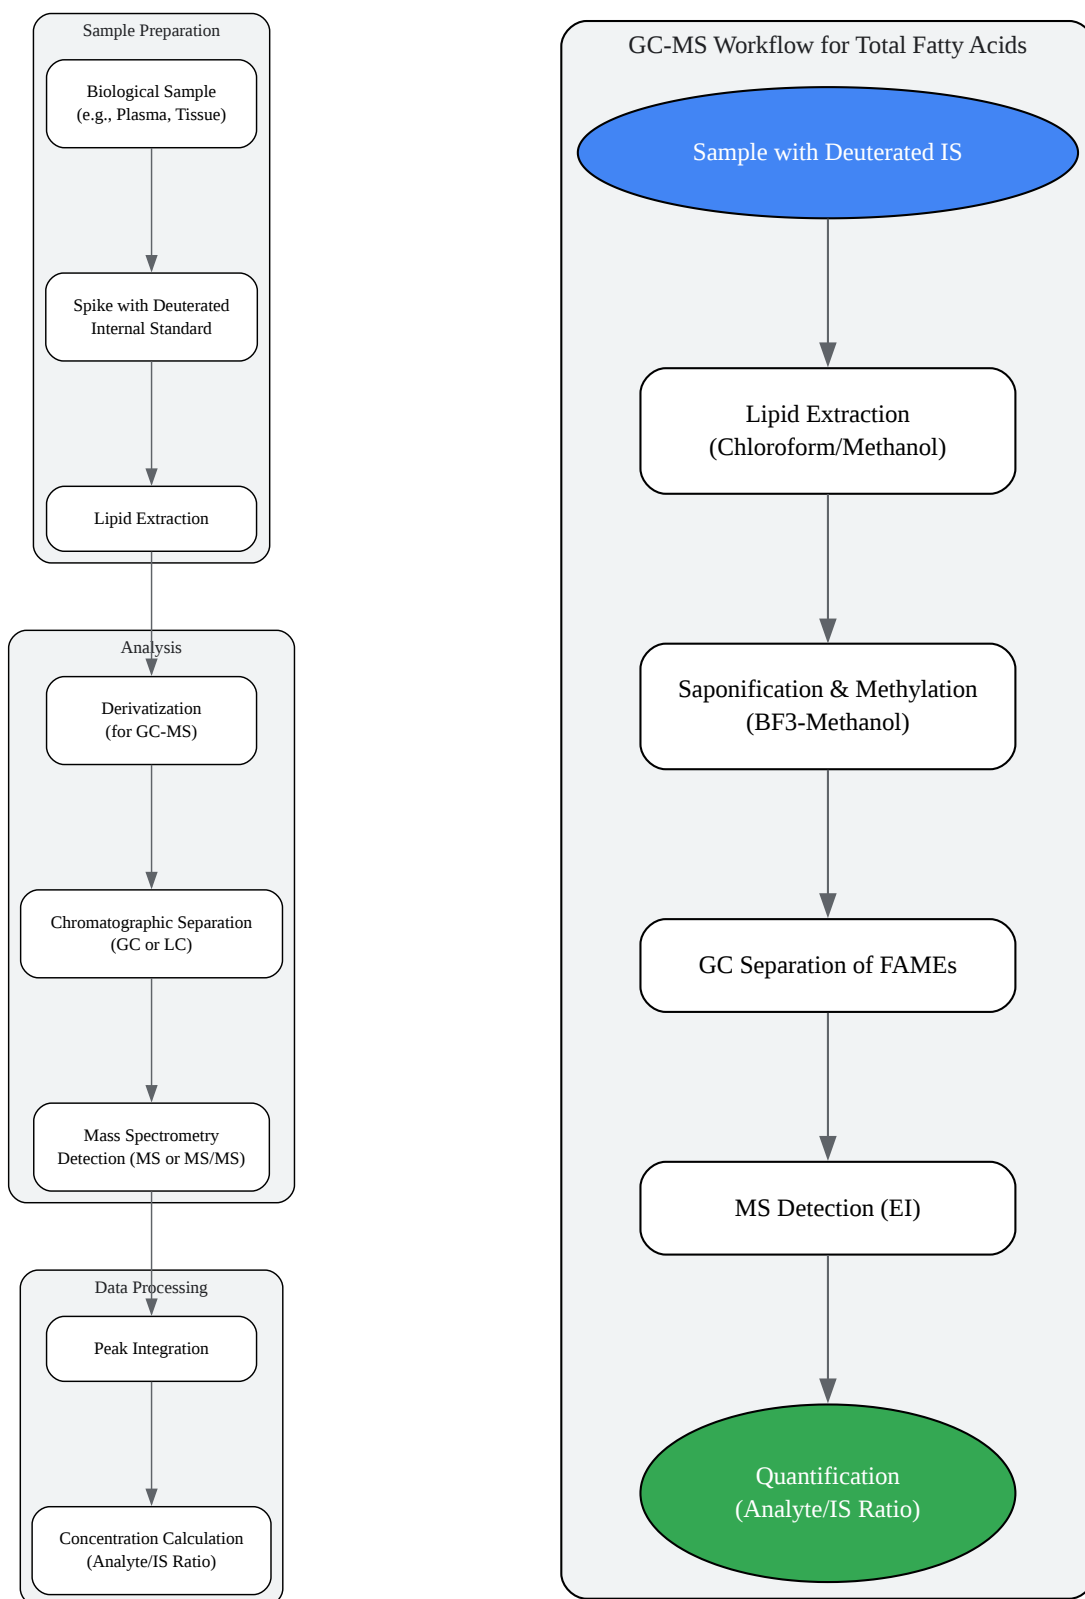 Sample Preparation
Biological Sample
(e.g., Plasma, Tissue)
Spike with Deuterated
Internal Standard
Lipid Extraction
Analysis
Derivatization
(for GC-MS)
Chromatographic Separation
(GC or LC)
Mass Spectrometry
Detection (MS or MS/MS)
Data Processing
Peak Integration
Concentration Calculation
(Analyte/IS Ratio)
GC-MS Workflow for Total Fatty Acids
Sample with Deuterated IS
Lipid Extraction
(Chloroform/Methanol)
Saponification & Methylation
(BF3-Methanol)
GC Separation of FAMEs
MS Detection (EI)
Quantification
(Analyte/IS Ratio)